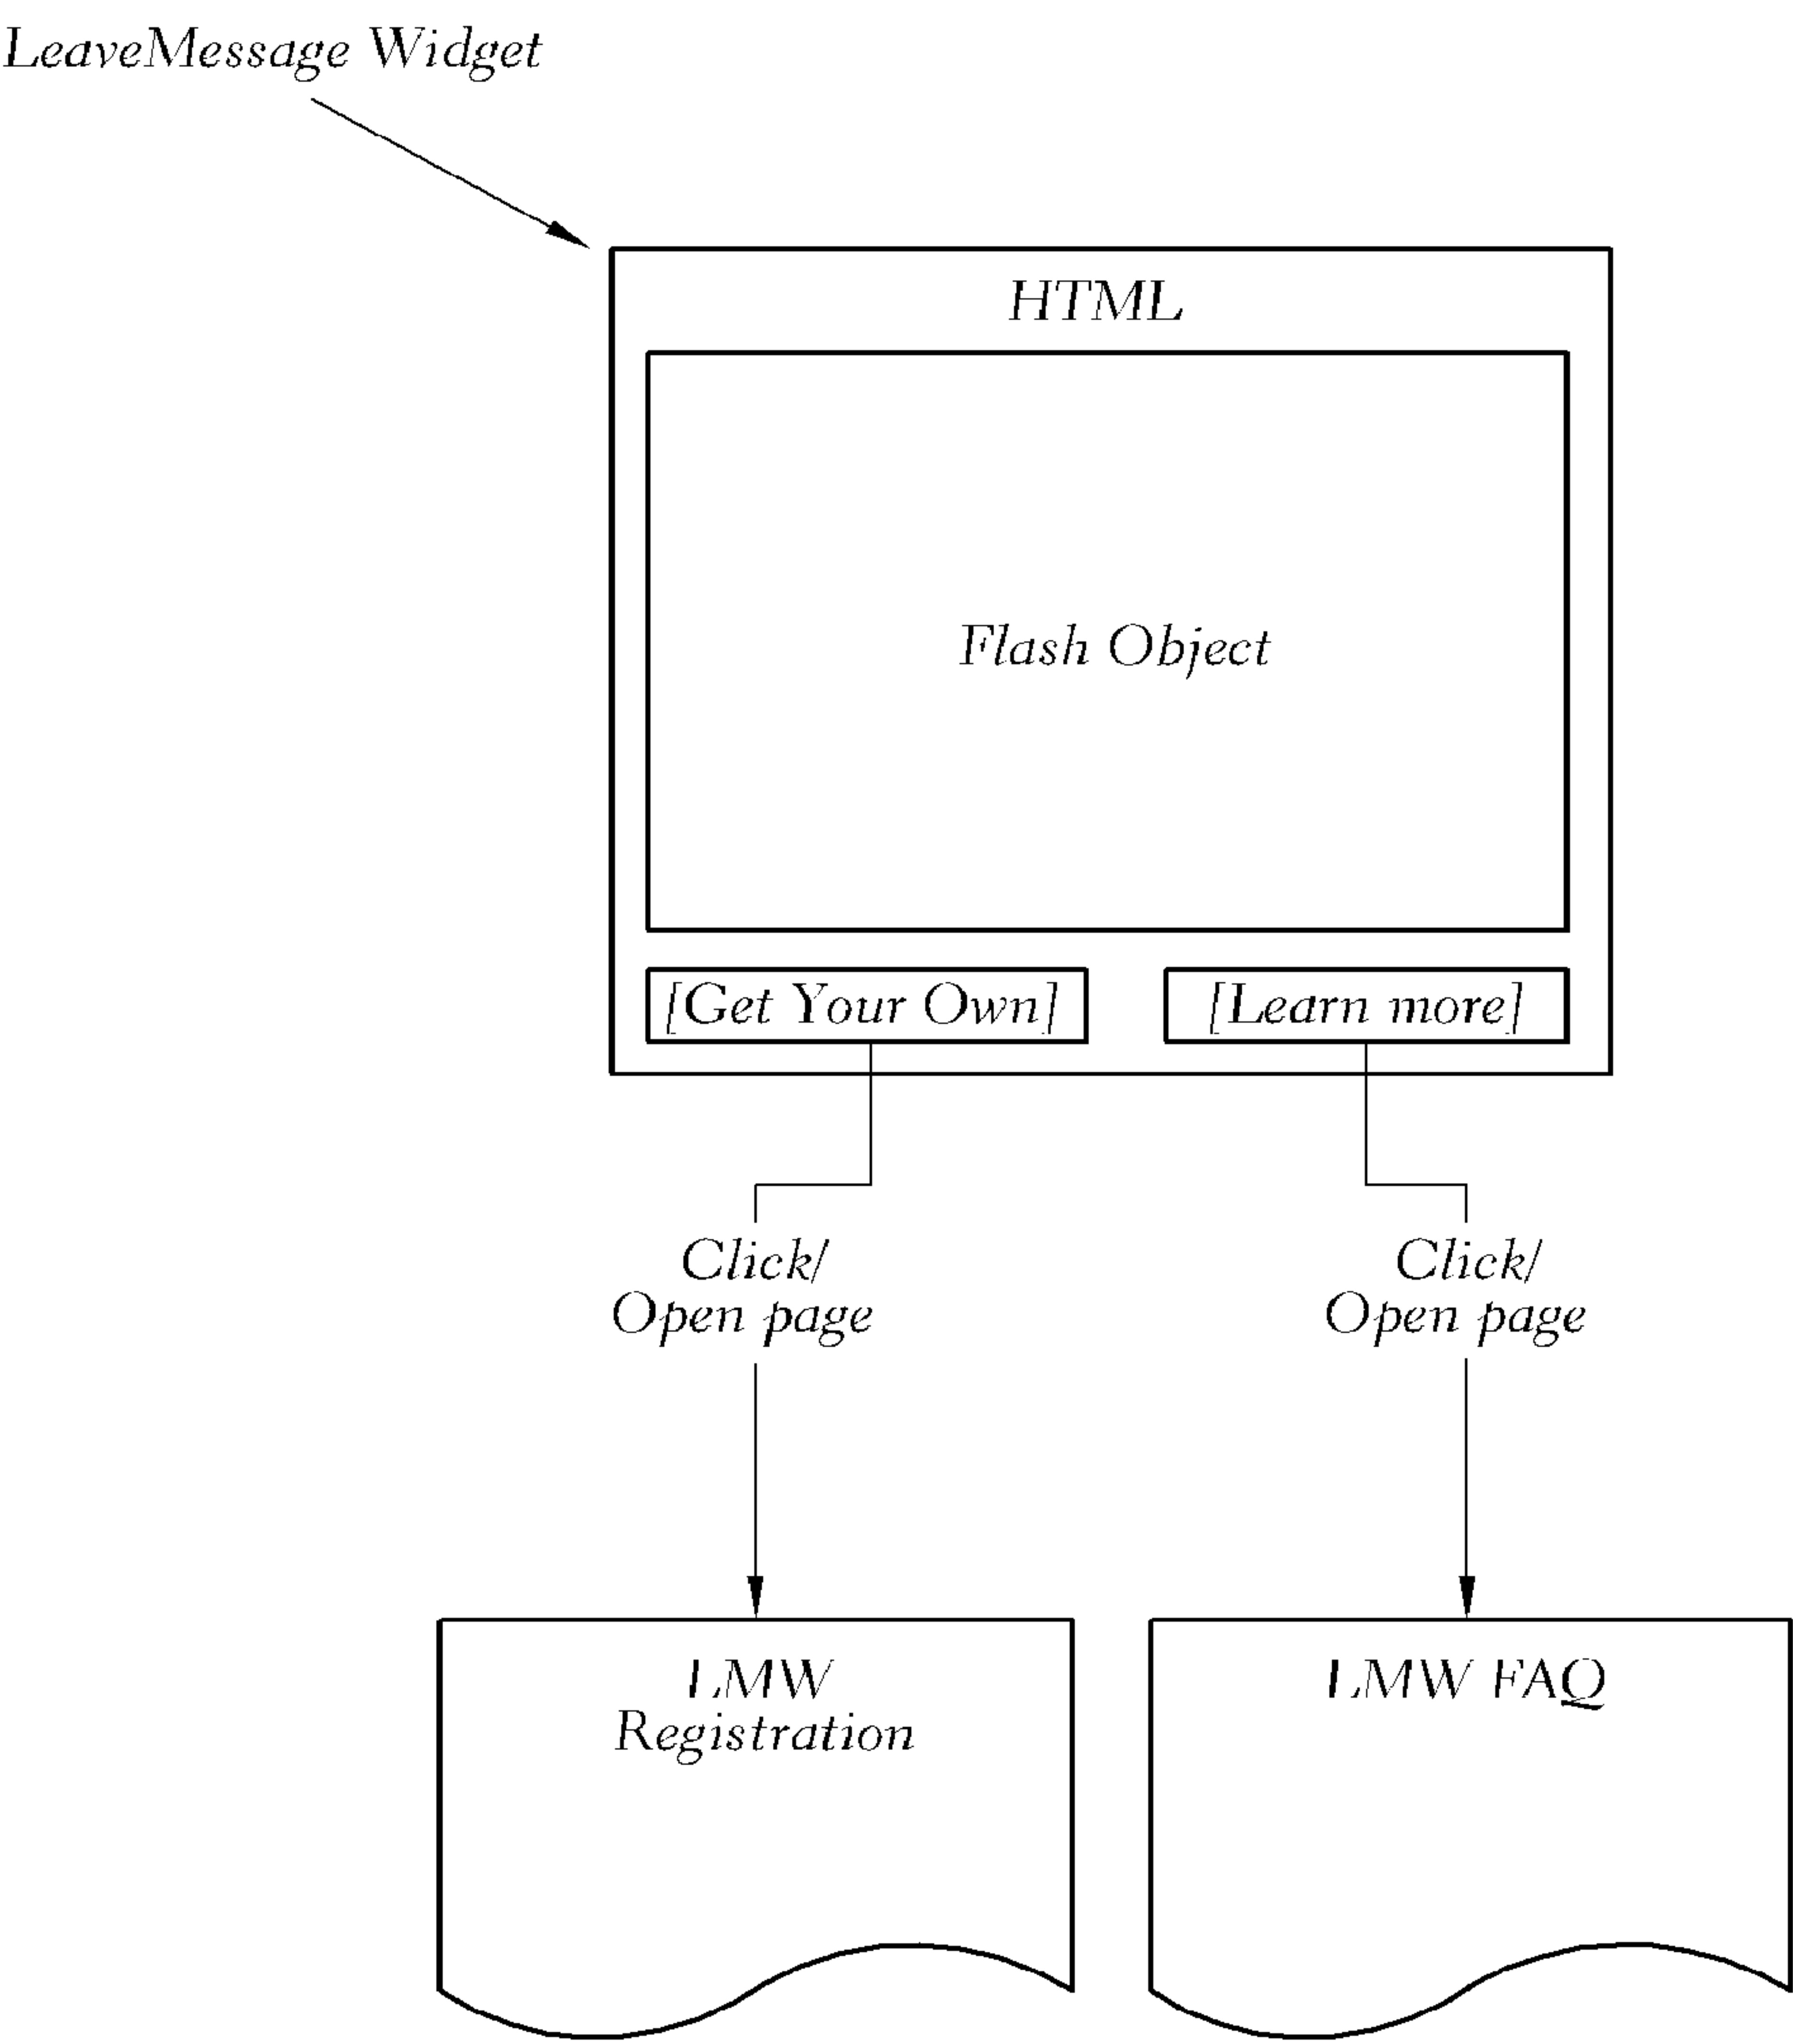 LeaveMessage Widget
HTML
Flash Object
[Get Your Own]
[Learn more]
Click/
Open page
Click/
Open page
LMW
Registration
LMW FAQ